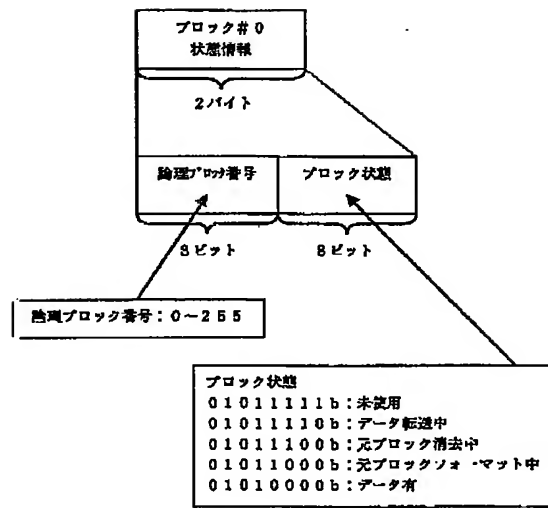 ブロック#0
状態情報
2バイト
論理ブロック番号
ブロック状態
8ビット
8ビット
論理ブロック番号:0~255
ブロック状態
01011111b:未使用
01011110b:データ転送中
01011100b:元ブロック消去中
01011000b:元ブロックフォーマット中
01010000b:データ有